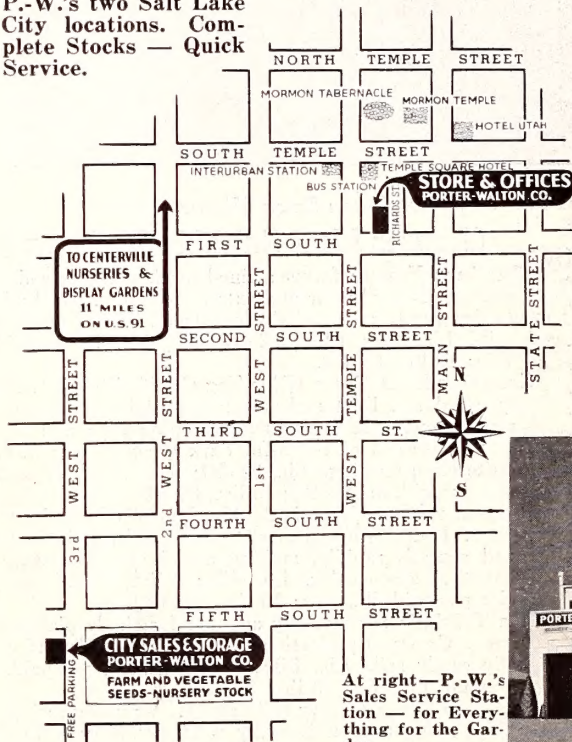 P.-W.'s two Salt Lake
City locations. Com-
plete Stocks — Quick
Service.
NORTH TEMPLE STREET
MORMON TABERNACLE
MORMON TEMPLE
HOTEL UTAH
SOUTH TEMPLE STREET
INTERURBAN STATION
TEMPLE SQUARE HOTEL
BUS STATION
STORE & OFFICES
PORTER-WALTON CO.
RICHARDS ST
FIRST SOUTH
TO CENTERVILLE
NURSERIES &
DISPLAY GARDENS
11 MILES
ON U.S. 91
SECOND SOUTH STREET
3rd WEST STREET
2nd WEST STREET
1st WEST STREET
WEST TEMPLE STREET
MAIN STREET
STATE STREET
N
S
THIRD SOUTH ST.
FOURTH SOUTH STREET
FIFTH SOUTH STREET
CITY SALES & STORAGE
PORTER-WALTON CO.
FARM AND VEGETABLE
SEEDS-NURSERY STOCK
FREE PARKING
At right—P.-W.'s
Sales Service Sta-
tion — for Every-
thing for the Gar-
PORTE